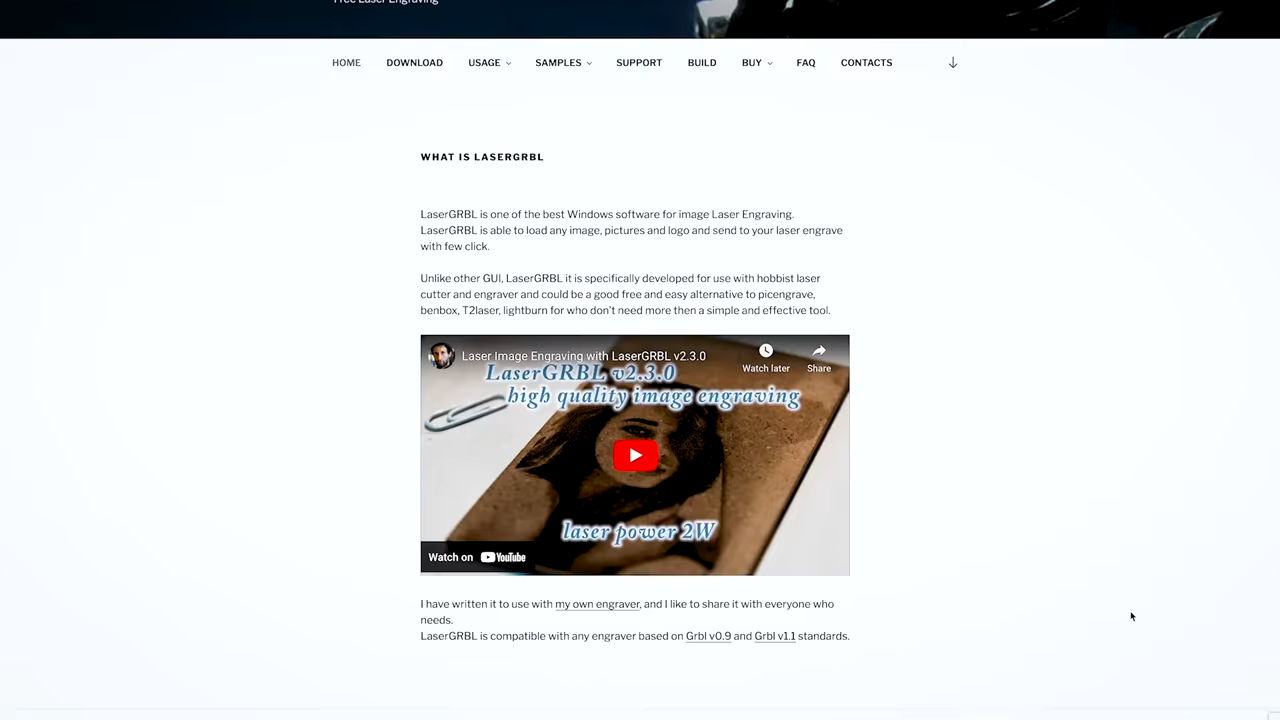 Free Laser Engraving
HOME DOWNLOAD USAGE SAMPLES SUPPORT BUILD BUY FAQ CONTACTS
WHAT IS LASERGRBL
LaserGRBL is one of the best Windows software for image Laser Engraving.
LaserGRBL is able to load any image, pictures and logo and send to your laser engrave
with few click.
Unlike other GUI, LaserGRBL it is specifically developed for use with hobbist laser
cutter and engraver and could be a good free and easy alternative to picengrave,
benbox, T2laser, lightburn for who don't need more then a simple and effective tool.
Laser Image Engraving with LaserGRBL v2.3.0
Watch later Share
LaserGRBL v2.3.0
high quality image engraving
laser power 2W
Watch on YouTube
I have written it to use with my own engraver, and I like to share it with everyone who
needs.
LaserGRBL is compatible with any engraver based on Grbl v0.9 and Grbl v1.1 standards.